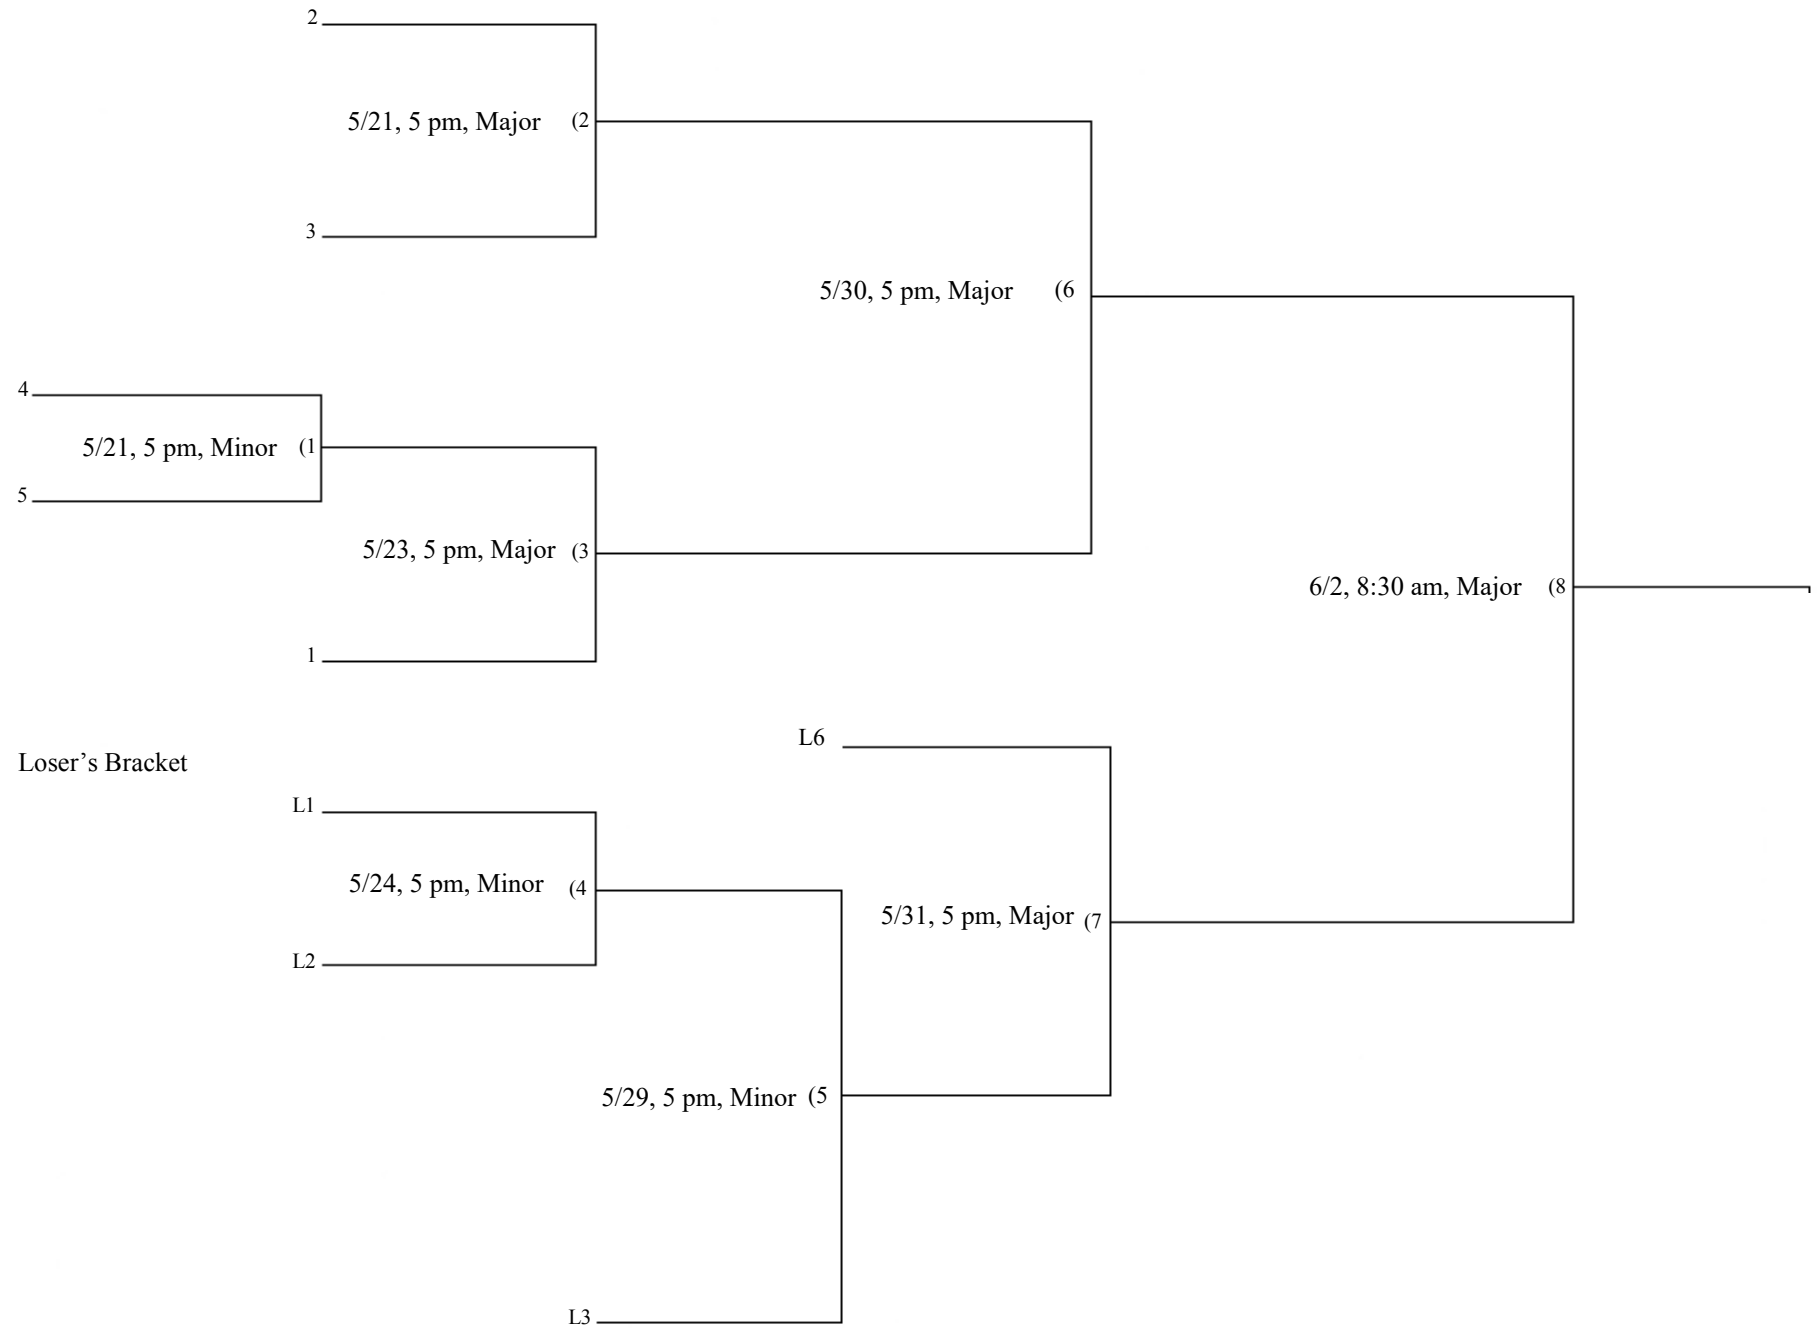 2
5/21, 5 pm, Major (2
3
5/30, 5 pm, Major (6
4
5/21, 5 pm, Minor (1
5
5/23, 5 pm, Major (3
6/2, 8:30 am, Major (8
1
L6
Loser’s Bracket
L1
5/24, 5 pm, Minor (4
5/31, 5 pm, Major (7
L2
5/29, 5 pm, Minor (5
L3